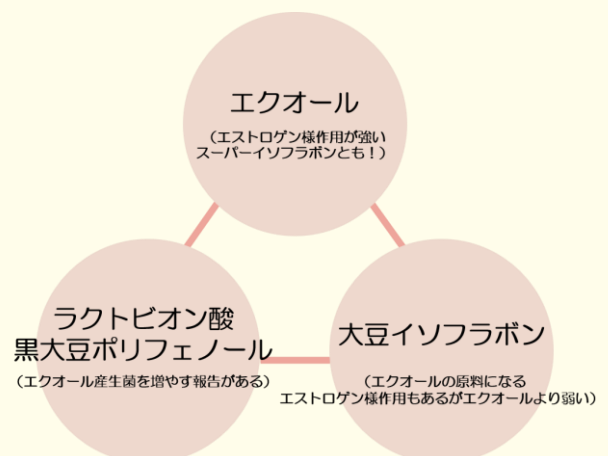 エクオール
（エストロゲン様作用が強い
スーパーイソフラボンとも！）
ラクトビオン酸
黒大豆ポリフェノール
（エクオール産生菌を増やす報告がある）
大豆イソフラボン
（エクオールの原料になる
エストロゲン様作用もあるがエクオールより弱い）